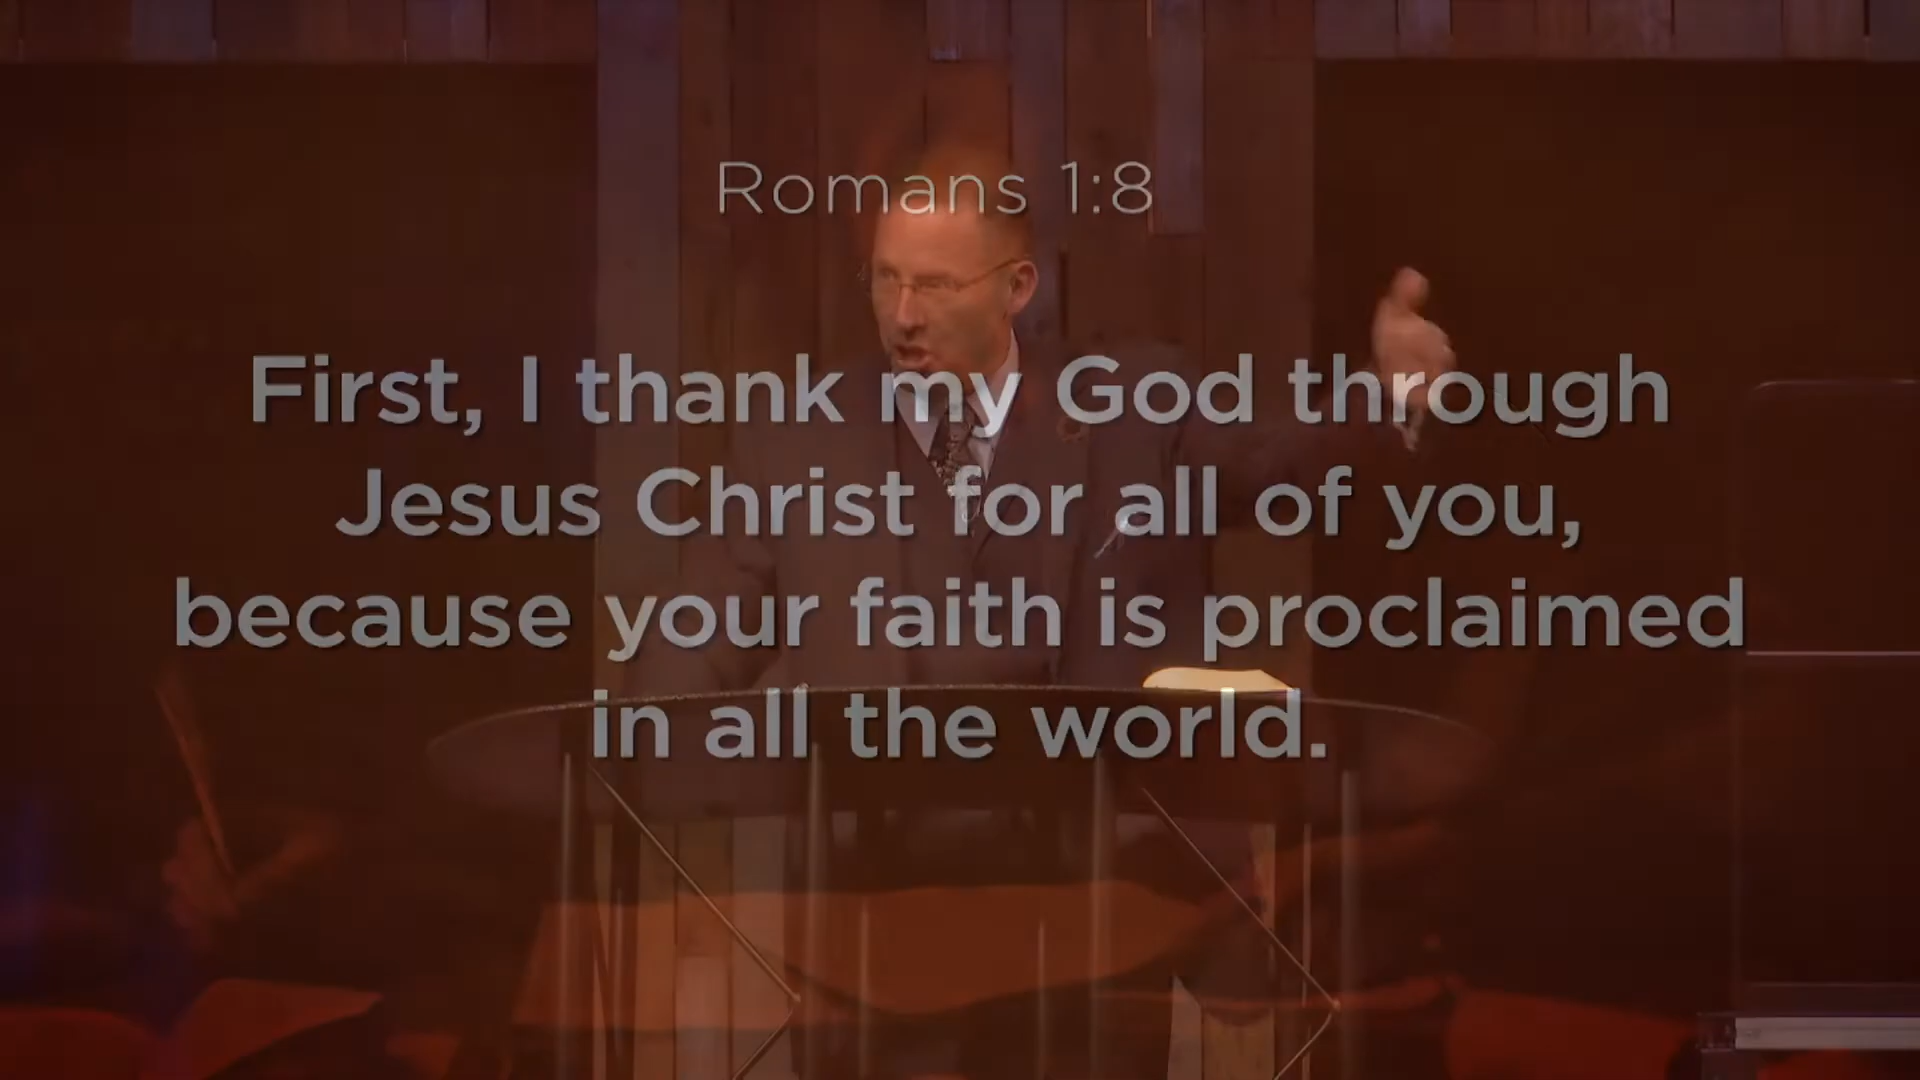 Romans 1:8
First, I thank my God through
Jesus Christ for all of you,
because your faith is proclaimed
in all the world.